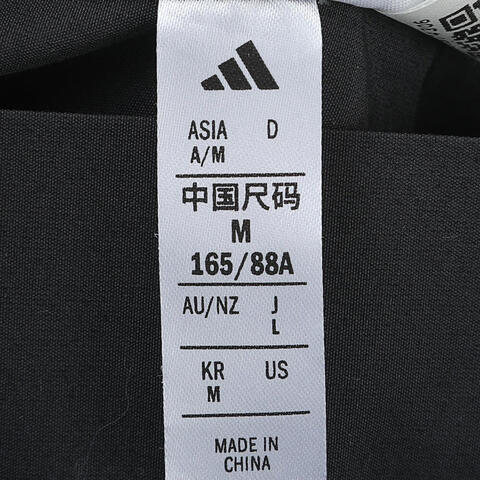 ASIA D
A/M
中国尺码
M
165/88A
AU/NZ J
L
KR US
M
MADE IN
CHINA